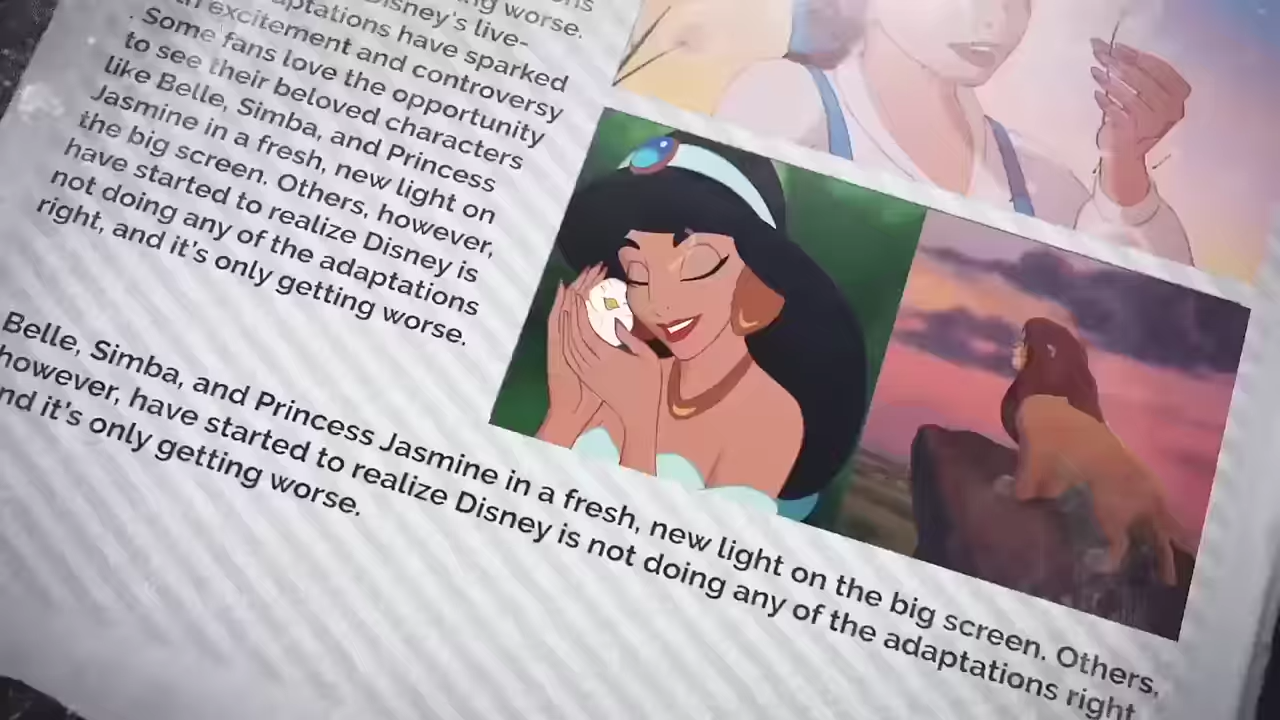 ng worse.
Disney's live-
have sparked
excitement and controversy
Some fans love the opportunity
to see their beloved characters
like Belle, Simba, and Princess
Jasmine in a fresh, new light on
the big screen. Others, however,
have started to realize Disney is
not doing any of the adaptations
right, and it's only getting worse.
Belle, Simba, and Princess Jasmine in a fresh, new light on the big screen. Others,
however, have started to realize Disney is not doing any of the adaptations right
nd it's only getting worse.